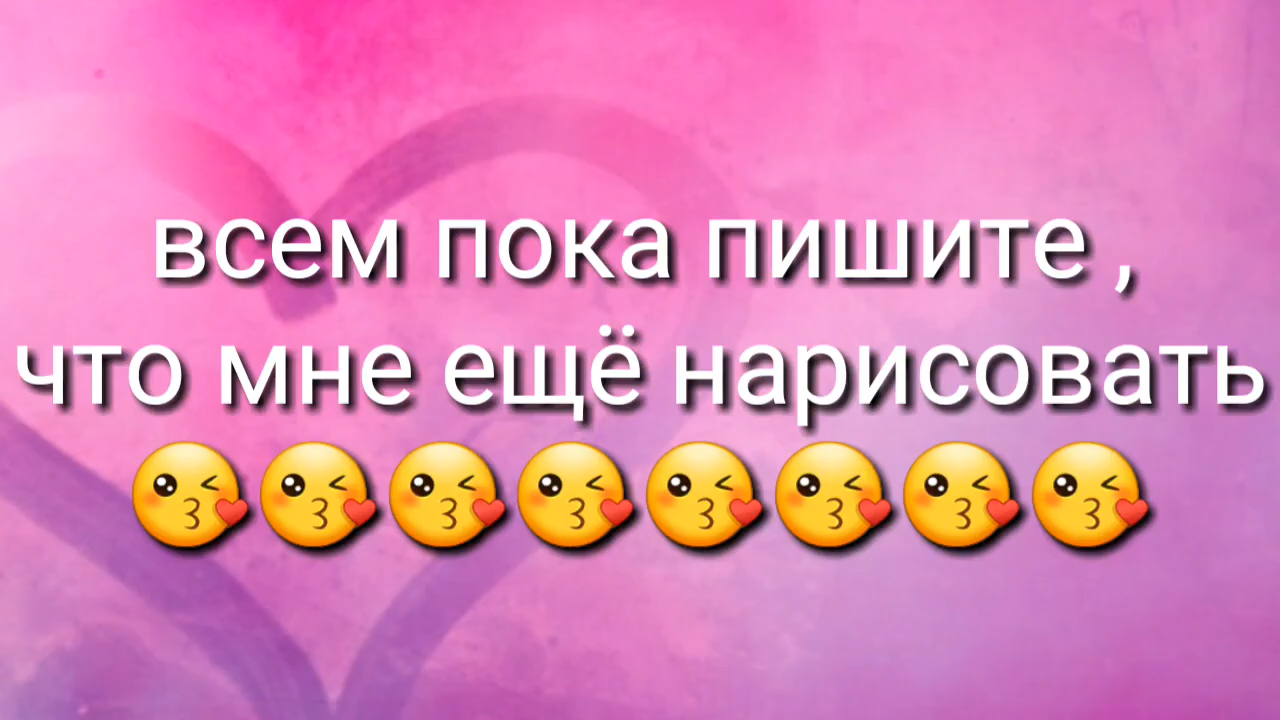 всем пока пишите ,
что мне ещё нарисовать
😘😘😘😘😘😘😘😘